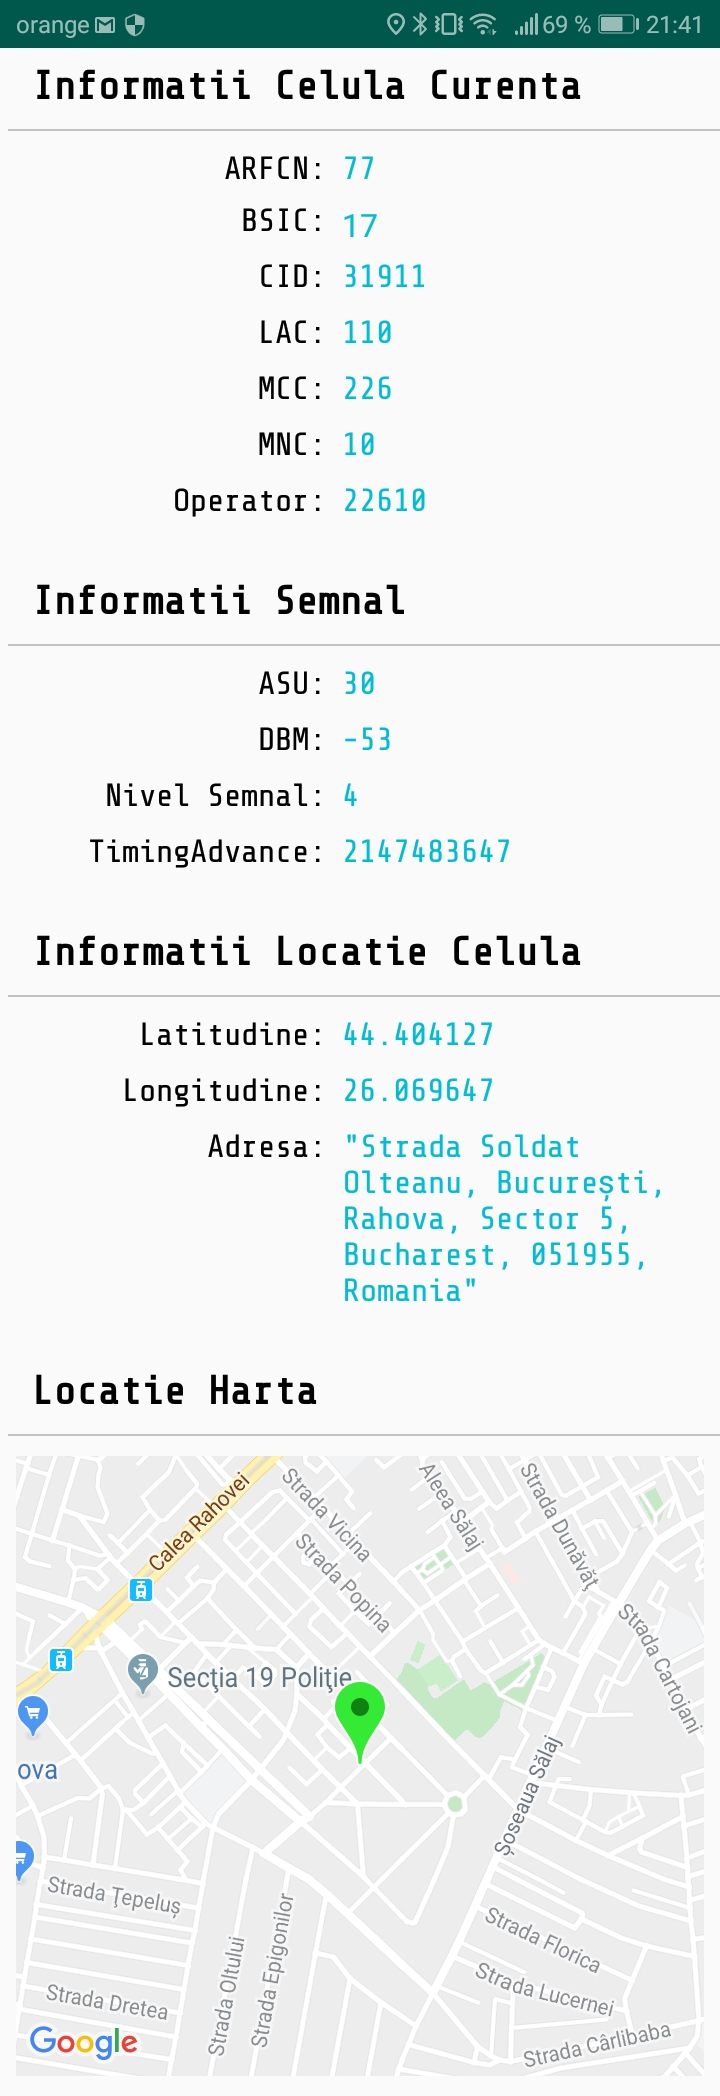 orange 69 % 21:41
Informatii Celula Curenta
ARFCN: 77
BSIC: 17
CID: 31911
LAC: 110
MCC: 226
MNC: 10
Operator: 22610
Informatii Semnal
ASU: 30
DBM: -53
Nivel Semnal: 4
TimingAdvance: 2147483647
Informatii Locatie Celula
Latitudine: 44.404127
Longitudine: 26.069647
Adresa: "Strada Soldat
Olteanu, București,
Rahova, Sector 5,
Bucharest, 051955,
Romania"
Locatie Harta
Calea Rahovei
Strada Vicina
Strada Popina
Aleea Sălaj
Strada Dunăvăț
Strada Cartojani
Secția 19 Poliție
ova
Șoseaua Sălaj
Strada Țepeluș
Strada Dretea
Strada Oltului
Strada Epigonilor
Strada Florica
Strada Lucernei
Strada Cârlibaba
Google